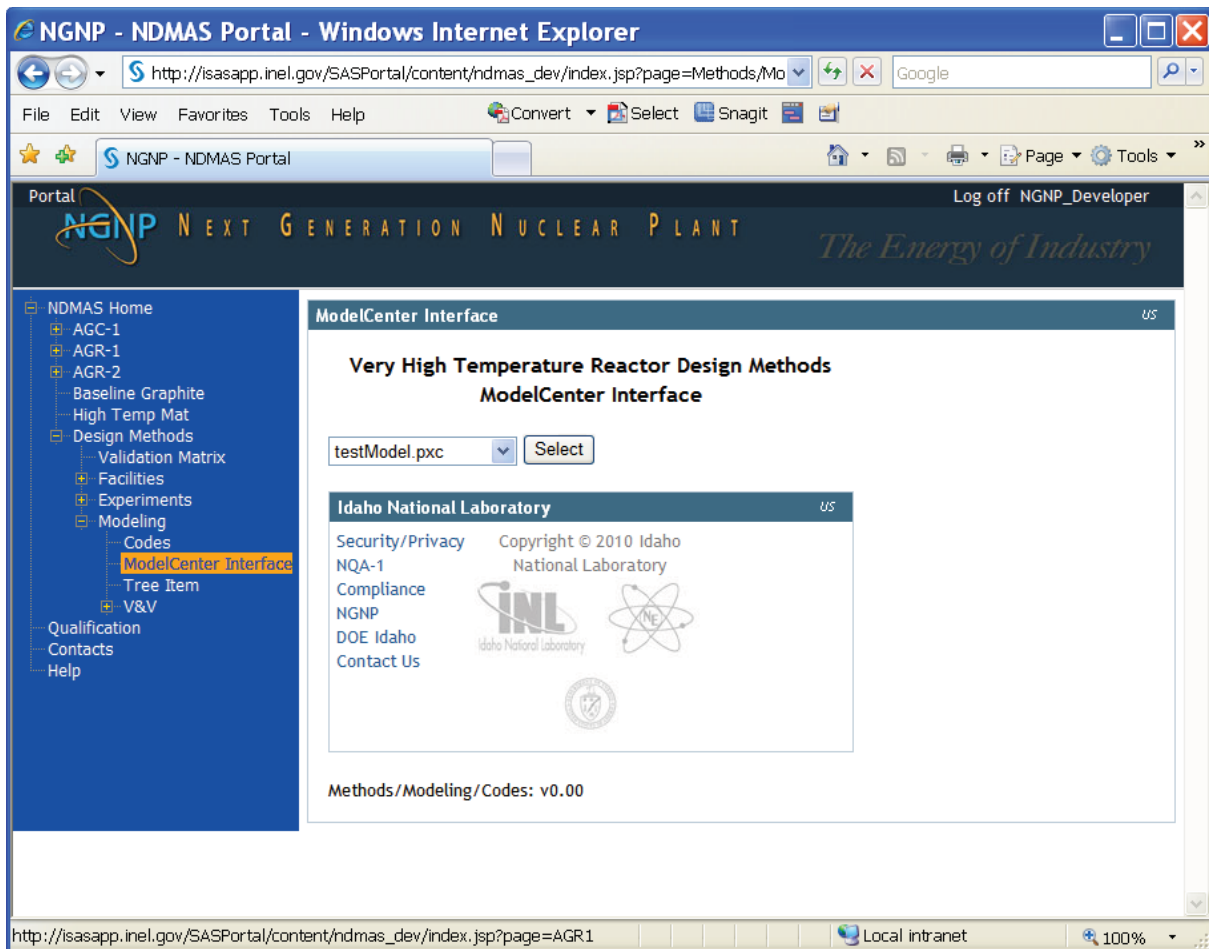 NGNP - NDMAS Portal - Windows Internet Explorer
http://isasapp.inel.gov/SASPortal/content/ndmas_dev/index.jsp?page=Methods/Mo
Google
File Edit View Favorites Tools Help Convert Select Snagit
NGNP - NDMAS Portal
Page Tools
Portal
Log off NGNP_Developer
NGNP NEXT GENERATION NUCLEAR PLANT
The Energy of Industry
NDMAS Home
AGC-1
AGR-1
AGR-2
Baseline Graphite
High Temp Mat
Design Methods
Validation Matrix
Facilities
Experiments
Modeling
Codes
ModelCenter Interface
Tree Item
V&V
Qualification
Contacts
Help
ModelCenter Interface US
Very High Temperature Reactor Design Methods
ModelCenter Interface
testModel.pxc Select
Idaho National Laboratory US
Security/Privacy
NQA-1
Compliance
NGNP
DOE Idaho
Contact Us
Copyright © 2010 Idaho
National Laboratory
INL
Idaho National Laboratory
NE
Methods/Modeling/Codes: v0.00
http://isasapp.inel.gov/SASPortal/content/ndmas_dev/index.jsp?page=AGR1
Local intranet
100%